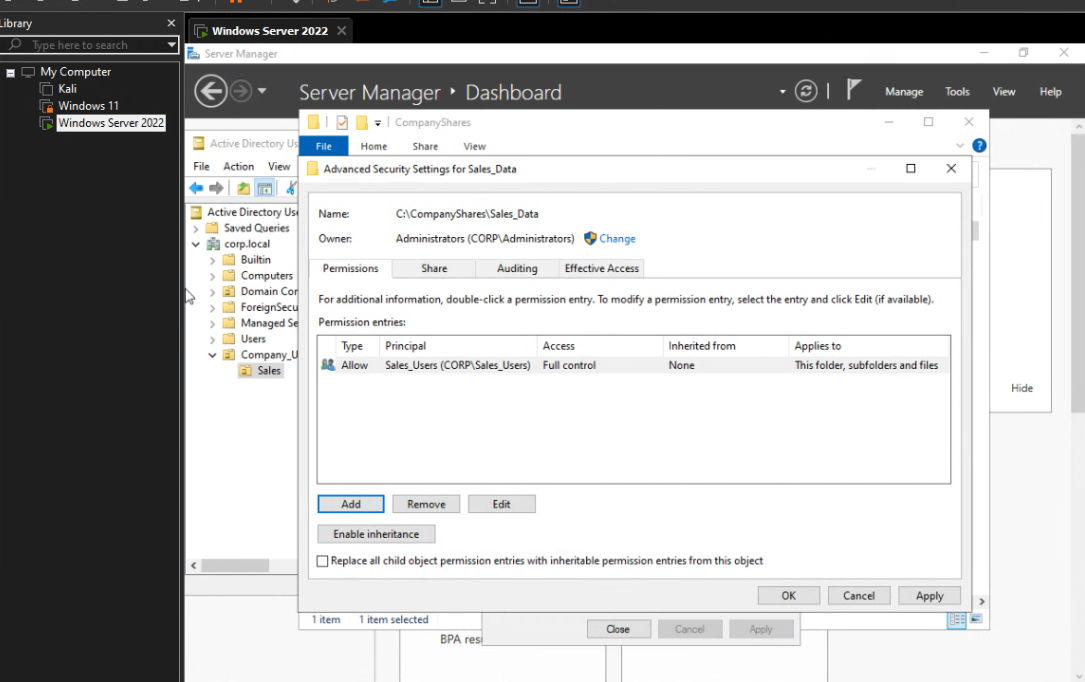 Library
Type here to search
My Computer
Kali
Windows 11
Windows Server 2022
Windows Server 2022
Server Manager
Server Manager Dashboard
Manage Tools View Help
CompanyShares
File Home Share View
Active Directory Us
File Action View
Active Directory Use
Saved Queries
corp.local
Builtin
Computers
Domain Cor
ForeignSecu
Managed Se
Users
Company_U
Sales
Advanced Security Settings for Sales_Data
Name: C:\CompanyShares\Sales_Data
Owner: Administrators (CORP\Administrators) Change
Permissions Share Auditing Effective Access
For additional information, double-click a permission entry. To modify a permission entry, select the entry and click Edit (if available).
Permission entries:
Type Principal Access Inherited from Applies to
Allow Sales_Users (CORP\Sales_Users) Full control None This folder, subfolders and files
Add Remove Edit
Enable inheritance
Replace all child object permission entries with inheritable permission entries from this object
OK Cancel Apply
Hide
1 item 1 item selected
Close Cancel Apply
BPA resu